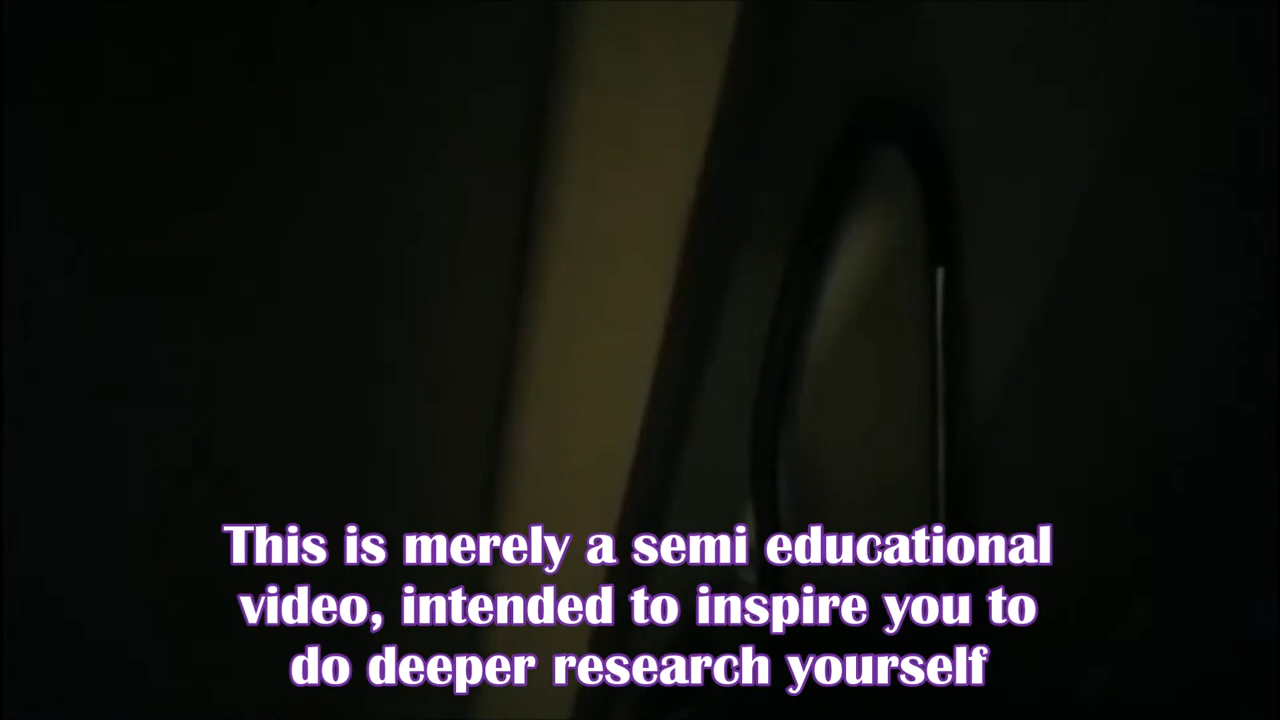 This is merely a semi educational
video, intended to inspire you to
do deeper research yourself